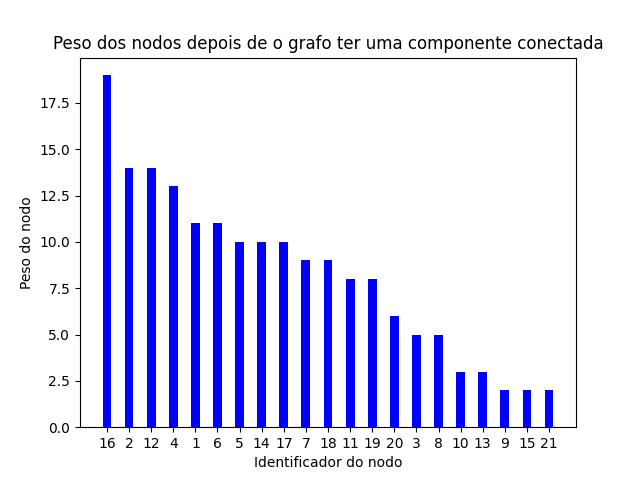 Peso dos nodos depois de o grafo ter uma componente conectada
17.5
15.0
12.5
10.0
7.5
5.0
2.5
0.0
Peso do nodo
16 2 12 4 1 6 5 14 17 7 18 11 19 20 3 8 10 13 9 15 21
Identificador do nodo